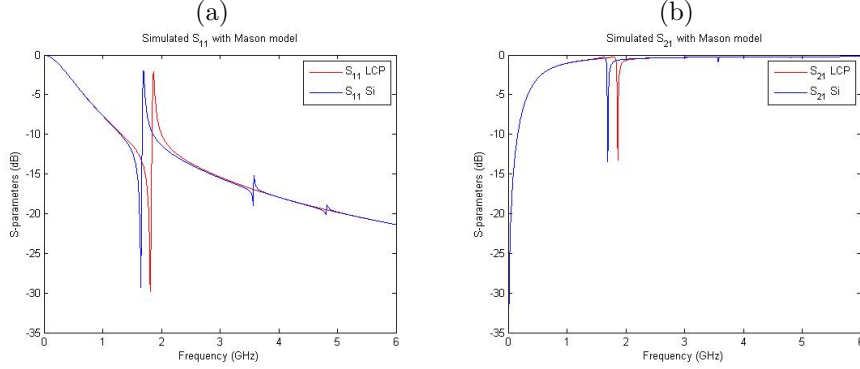 (a)
Simulated S11 with Mason model
S11 LCP
S11 Si
0
-5
-10
-15
-20
-25
-30
-35
S-parameters (dB)
0 1 2 3 4 5 6
Frequency (GHz)
(b)
Simulated S21 with Mason model
S21 LCP
S21 Si
0
-5
-10
-15
-20
-25
-30
-35
S-parameters (dB)
0 1 2 3 4 5 6
Frequency (GHz)